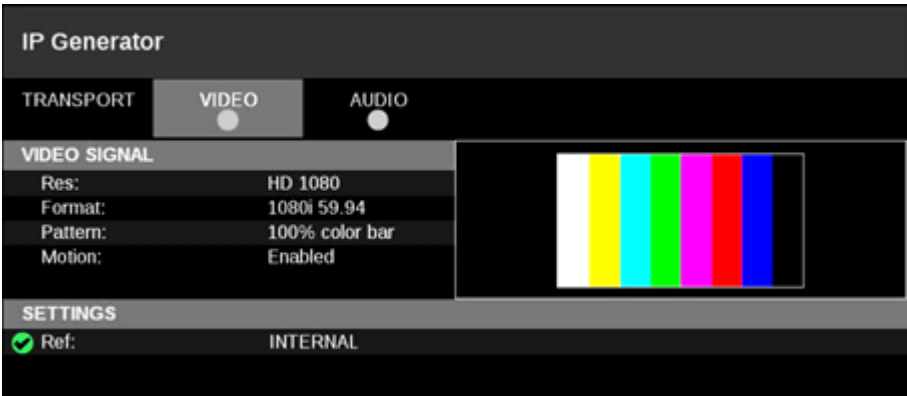 IP Generator
TRANSPORT VIDEO AUDIO
VIDEO SIGNAL
Res: HD 1080
Format: 1080i 59.94
Pattern: 100% color bar
Motion: Enabled
SETTINGS
Ref: INTERNAL